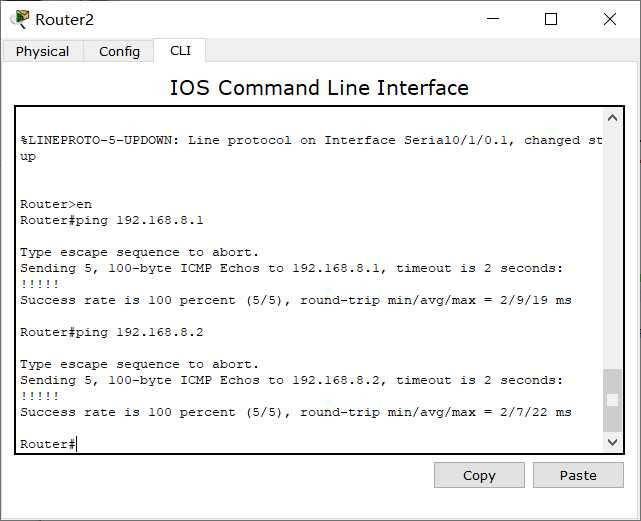 Router2
Physical Config CLI
IOS Command Line Interface
%LINEPROTO-5-UPDOWN: Line protocol on Interface Serial0/1/0.1, changed st
up
Router>en
Router#ping 192.168.8.1
Type escape sequence to abort.
Sending 5, 100-byte ICMP Echos to 192.168.8.1, timeout is 2 seconds:
!!!!!
Success rate is 100 percent (5/5), round-trip min/avg/max = 2/9/19 ms
Router#ping 192.168.8.2
Type escape sequence to abort.
Sending 5, 100-byte ICMP Echos to 192.168.8.2, timeout is 2 seconds:
!!!!!
Success rate is 100 percent (5/5), round-trip min/avg/max = 2/7/22 ms
Router#
Copy Paste